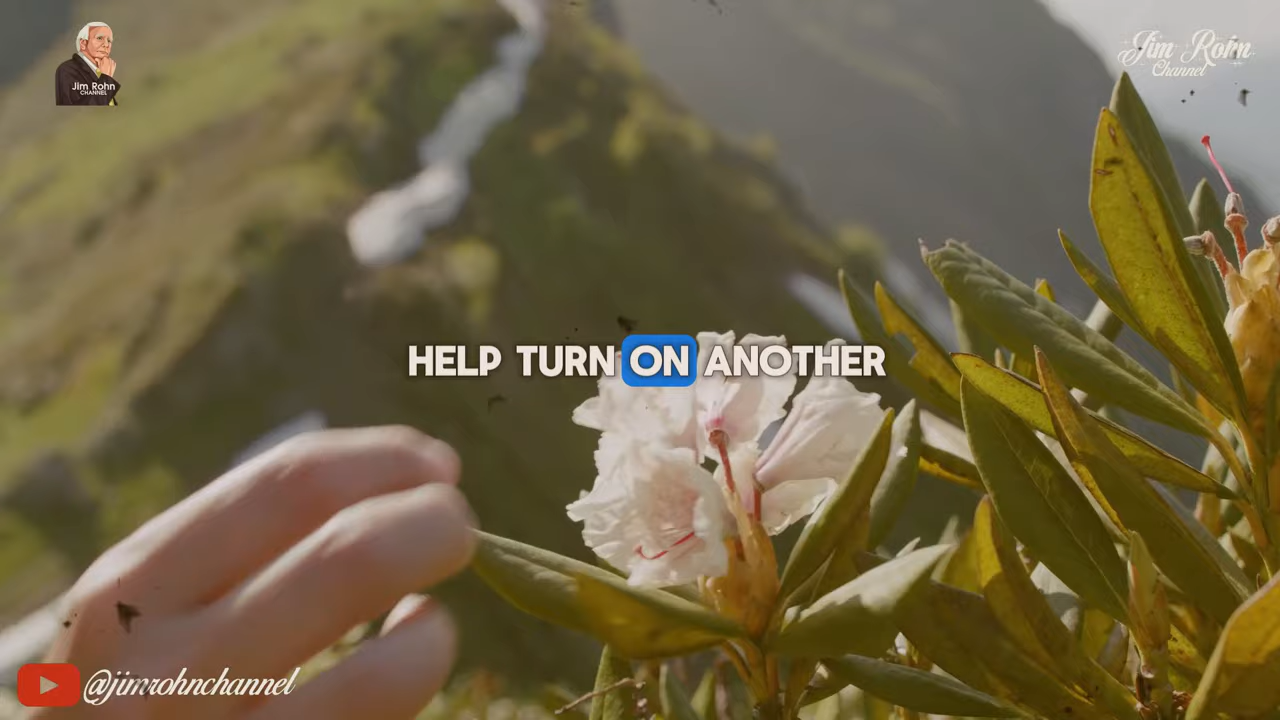 Jim Rohn
CHANNEL
Jim Rohn
Channel
HELP TURN ON ANOTHER
@jimrohnchannel